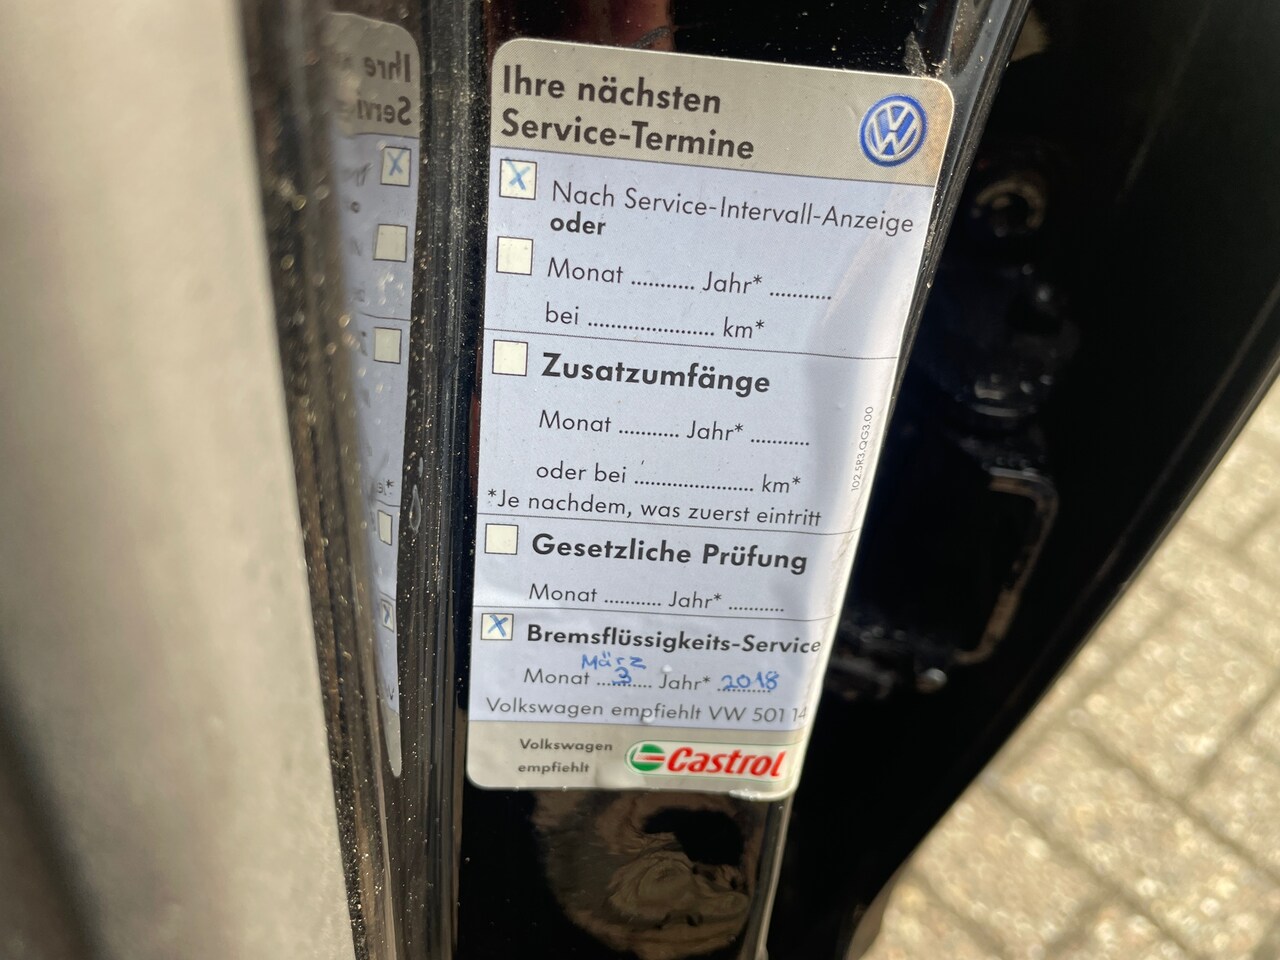 Ihre nächsten
Service-Termine
X Nach Service-Intervall-Anzeige
oder
Monat ........... Jahr* ...........
bei ...................... km*
Zusatzumfänge
Monat ........... Jahr* ...........
oder bei ..................... km*
*Je nachdem, was zuerst eintritt
Gesetzliche Prüfung
Monat .......... Jahr* ..........
X Bremsflüssigkeits-Service
März
Monat ...3... Jahr* 2018
Volkswagen empfiehlt VW 501 14
Volkswagen
empfiehlt
Castrol
102.5R3.QG3.00